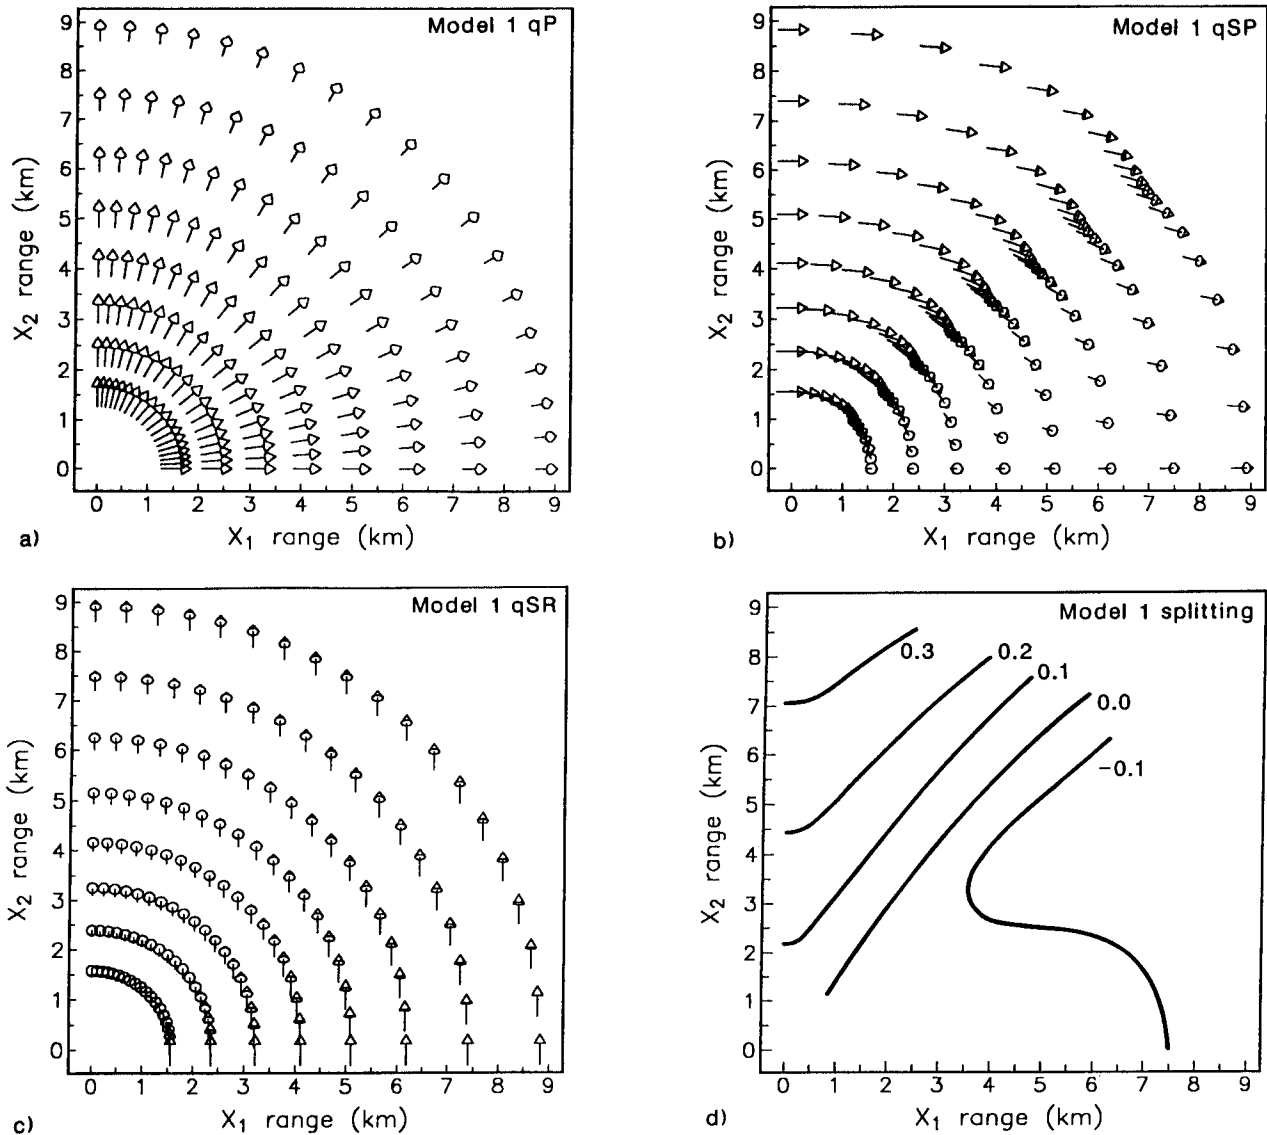 Model 1 qP
9
8
7
6
5
4
3
2
1
0
X2 range (km)
0 1 2 3 4 5 6 7 8 9
X1 range (km)
a)
Model 1 qSP
9
8
7
6
5
4
3
2
1
0
X2 range (km)
0 1 2 3 4 5 6 7 8 9
X1 range (km)
b)
Model 1 qSR
9
8
7
6
5
4
3
2
1
0
X2 range (km)
0 1 2 3 4 5 6 7 8 9
X1 range (km)
c)
Model 1 splitting
0.3
0.2
0.1
0.0
−0.1
9
8
7
6
5
4
3
2
1
0
X2 range (km)
0 1 2 3 4 5 6 7 8 9
X1 range (km)
d)